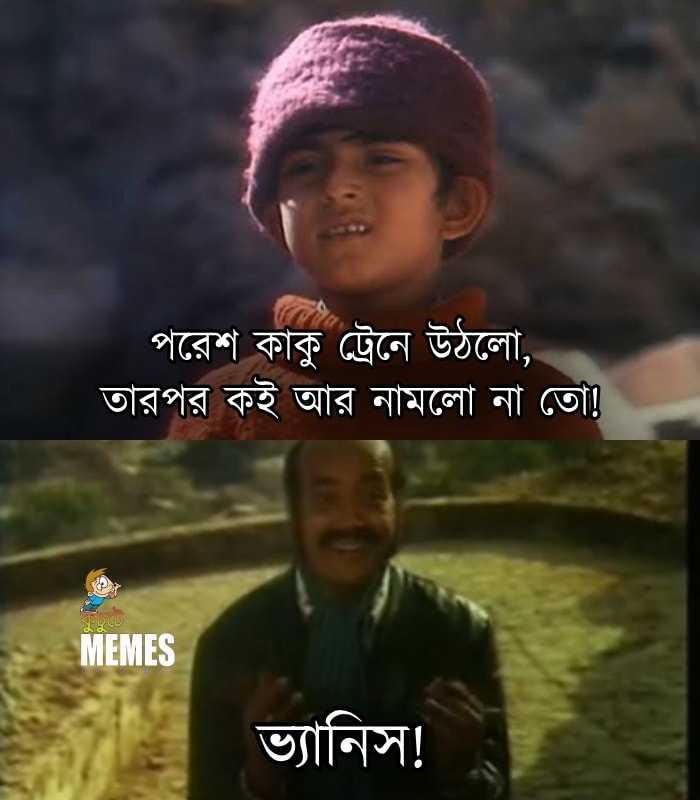 পরেশ কাকু ট্রেনে উঠলো,
তারপর কই আর নামলো না তো!
কুচুটে
MEMES
ভ্যানিস!